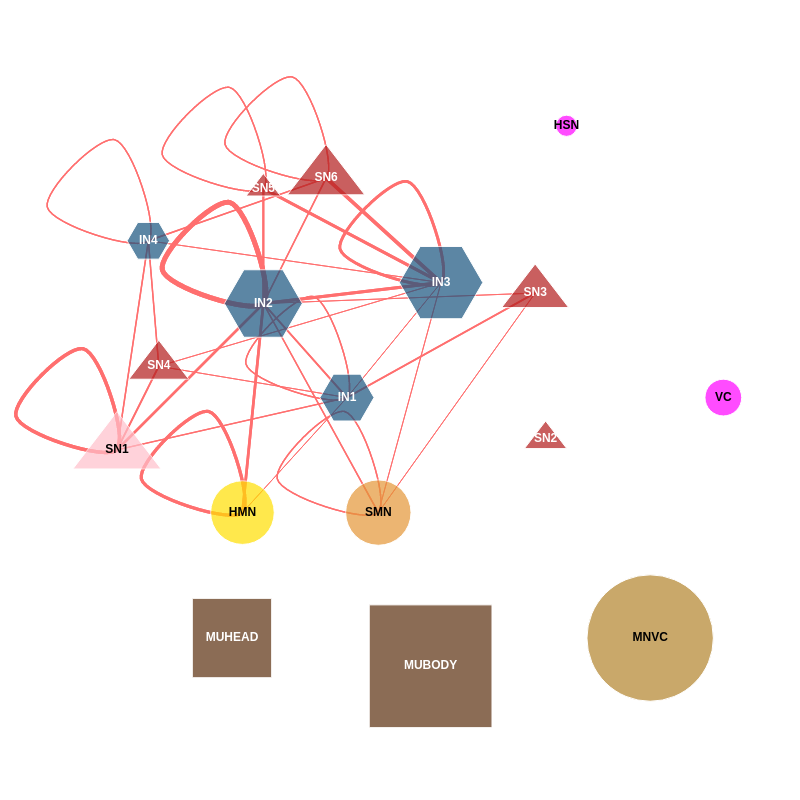 HSN
SN6
SN5
IN4
IN3
SN3
IN2
SN4
IN1
VC
SN2
SN1
HMN
SMN
MUHEAD
MNVC
MUBODY